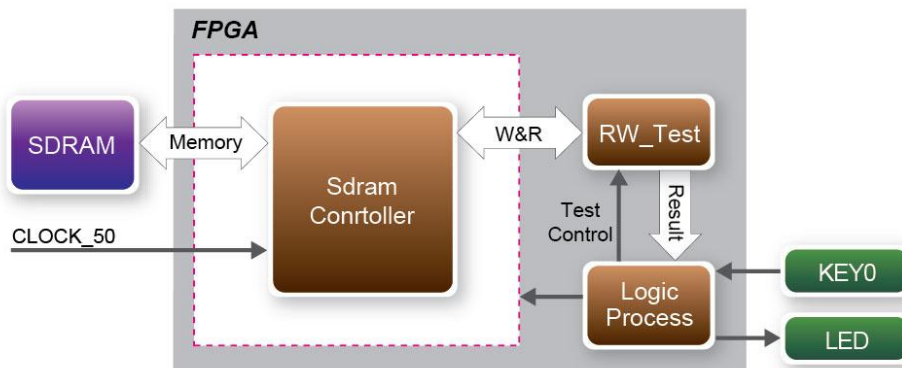 FPGA
SDRAM
Memory
Sdram
Conrtoller
W&R
RW_Test
CLOCK_50
Test
Control
Result
Logic
Process
KEY0
LED